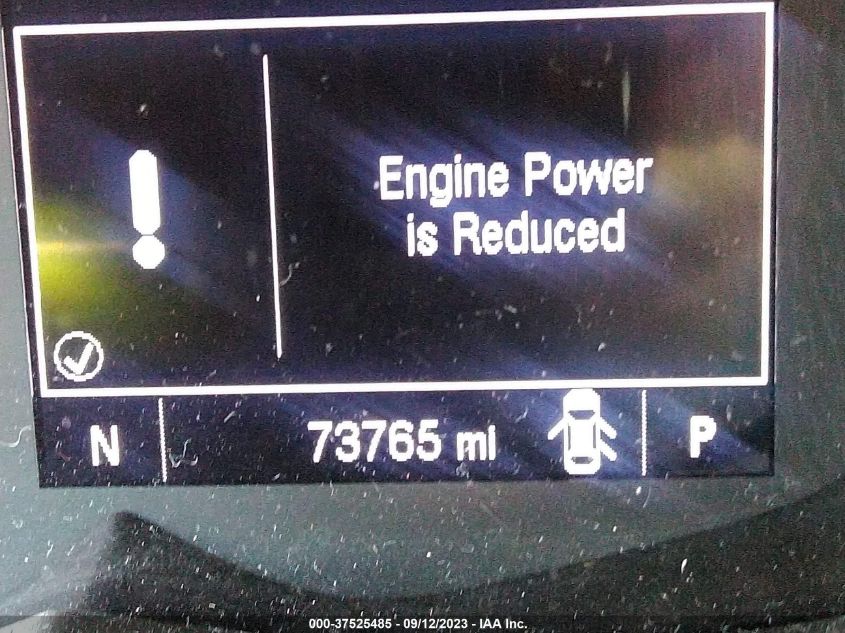 Engine Power
is Reduced
N
73765 mi
P
000-37525485 - 09/12/2023 - IAA Inc.